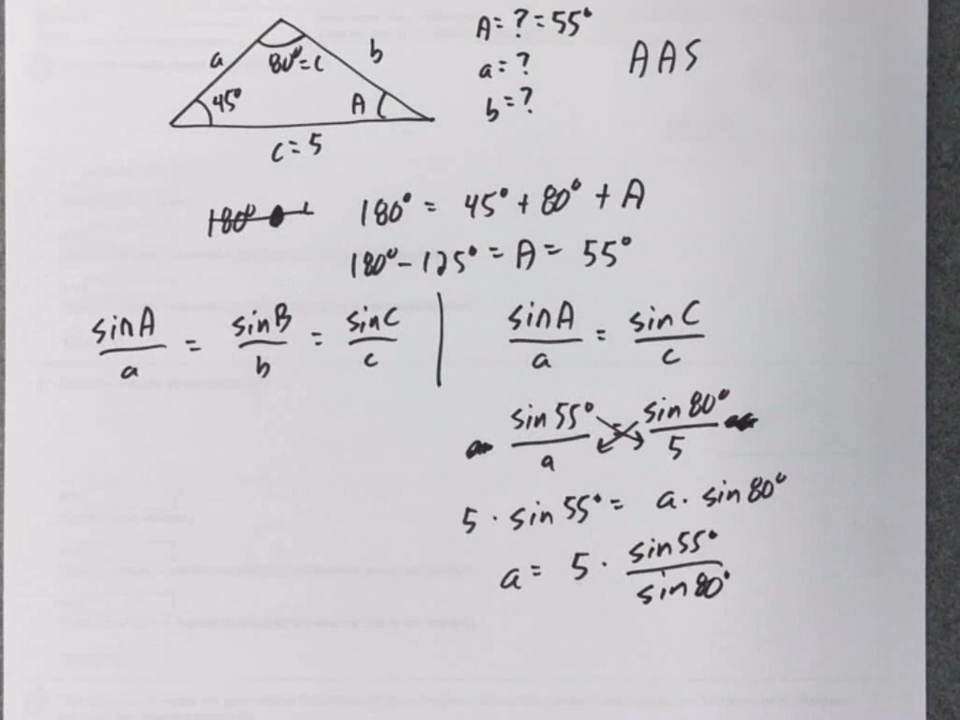 a 80°=C b
45° A
c=5
A=?=55°
a=?
b=?
AAS
180° = 45° + 80° + A
180° - 125° = A = 55°
sinA/a = sinB/b = sinC/c
sinA/a = sinC/c
sin55°/a = sin80°/5
5 · sin55° = a · sin80°
a = 5 · sin55°/sin80°